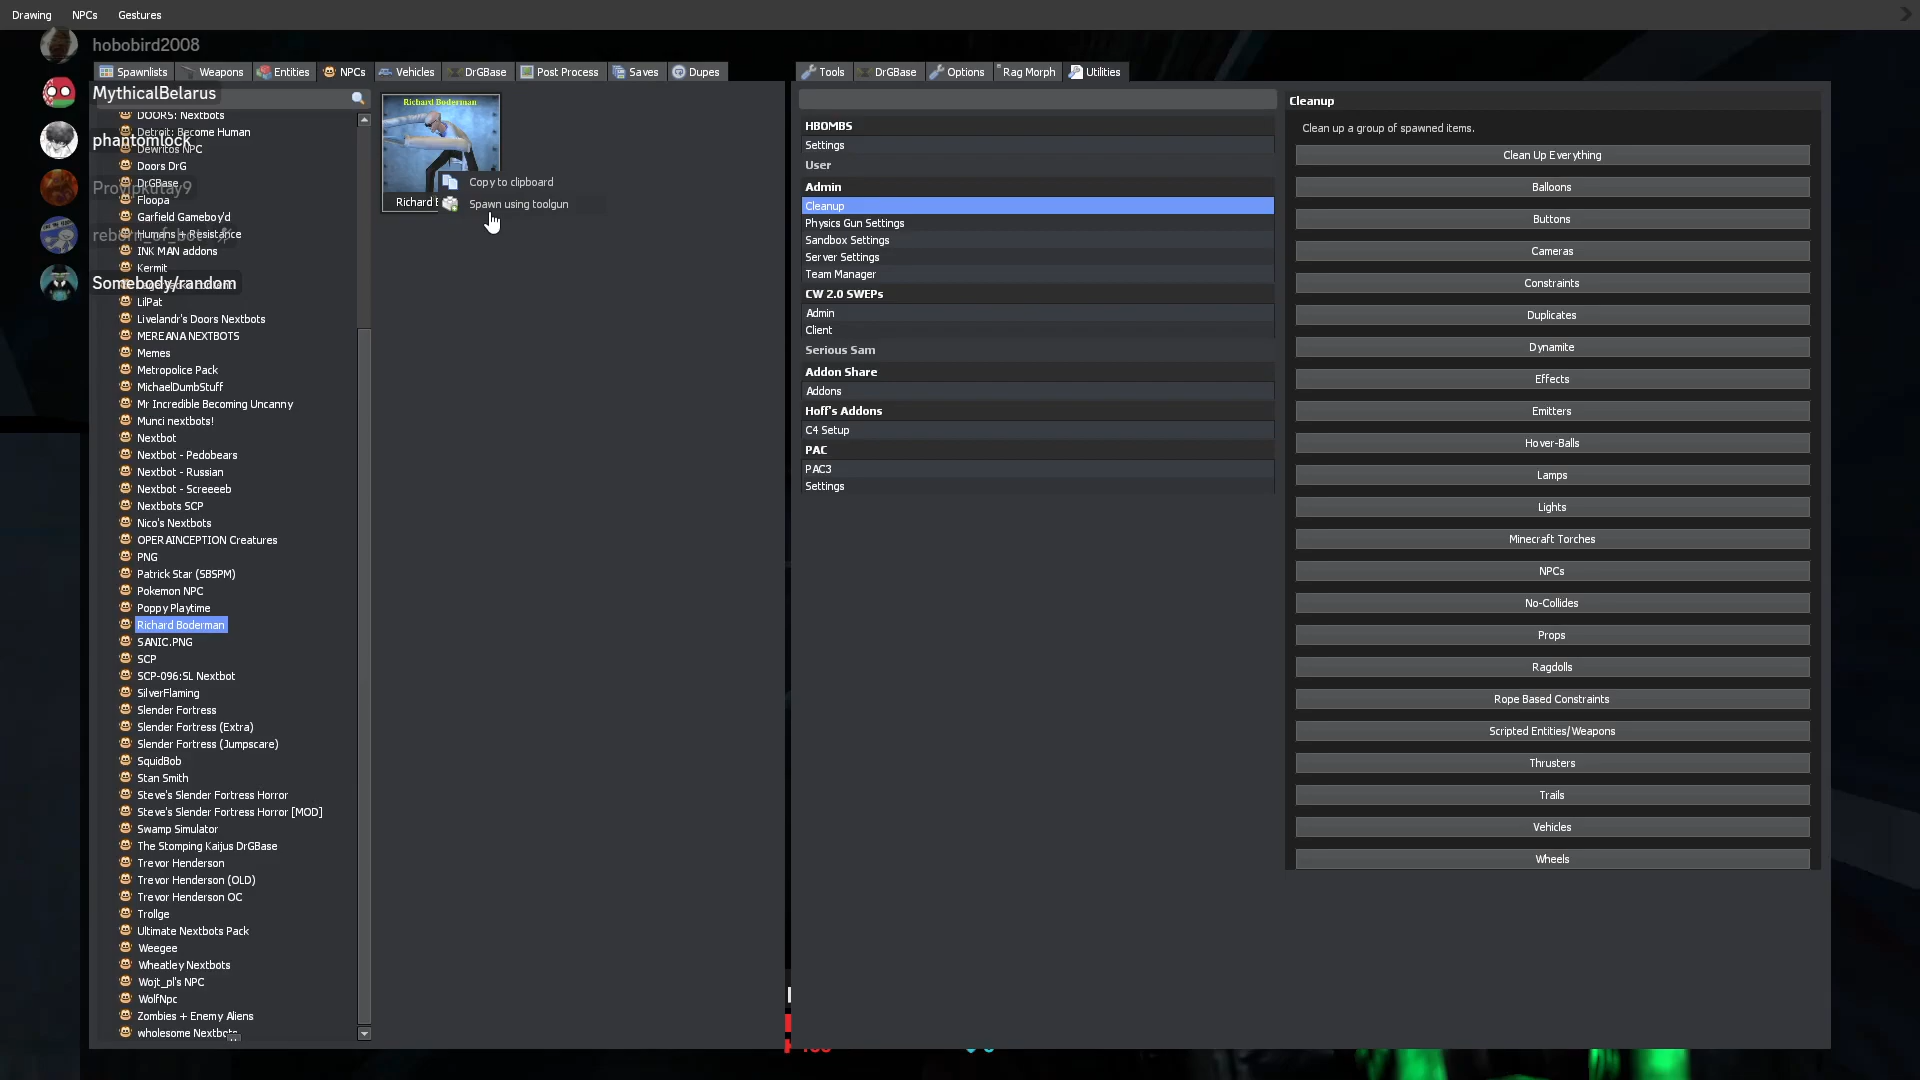 Drawing NPCs Gestures
hobobird2008
MythicalBelarus
phantomlock
Provipkutay9
reborn_of_bot
Somebody/random
Spawnlists Weapons Entities NPCs Vehicles DrGBase Post Process Saves Dupes
DOORS: Nextbots
Detroit: Become Human
Dewritos NPC
Doors DrG
DrGBase
Floopa
Garfield Gameboy'd
Humans + Resistance
INK MAN addons
Kermit
LilPat
Livelandr's Doors Nextbots
MEREANA NEXTBOTS
Memes
Metropolice Pack
MichaelDumbStuff
Mr Incredible Becoming Uncanny
Munci nextbots!
Nextbot
Nextbot - Pedobears
Nextbot - Russian
Nextbot - Screeeeb
Nextbots SCP
Nico's Nextbots
OPERAINCEPTION Creatures
PNG
Patrick Star (SBSPM)
Pokemon NPC
Poppy Playtime
Richard Boderman
SANIC.PNG
SCP
SCP-096:SL Nextbot
SilverFlaming
Slender Fortress
Slender Fortress (Extra)
Slender Fortress (Jumpscare)
SquidBob
Stan Smith
Steve's Slender Fortress Horror
Steve's Slender Fortress Horror [MOD]
Swamp Simulator
The Stomping Kaijus DrGBase
Trevor Henderson
Trevor Henderson (OLD)
Trevor Henderson OC
Trollge
Ultimate Nextbots Pack
Weegee
Wheatley Nextbots
Wojt_pl's NPC
WolfNpc
Zombies + Enemy Aliens
wholesome Nextbots
Richard Boderman
Richard B
Copy to clipboard
Spawn using toolgun
Tools DrGBase Options Rag Morph Utilities
HBOMBS
Settings
User
Admin
Cleanup
Physics Gun Settings
Sandbox Settings
Server Settings
Team Manager
CW 2.0 SWEPs
Admin
Client
Serious Sam
Addon Share
Addons
Hoff's Addons
C4 Setup
PAC
PAC3
Settings
Cleanup
Clean up a group of spawned items.
Clean Up Everything
Balloons
Buttons
Cameras
Constraints
Duplicates
Dynamite
Effects
Emitters
Hover-Balls
Lamps
Lights
Minecraft Torches
NPCs
No-Collides
Props
Ragdolls
Rope Based Constraints
Scripted Entities/Weapons
Thrusters
Trails
Vehicles
Wheels